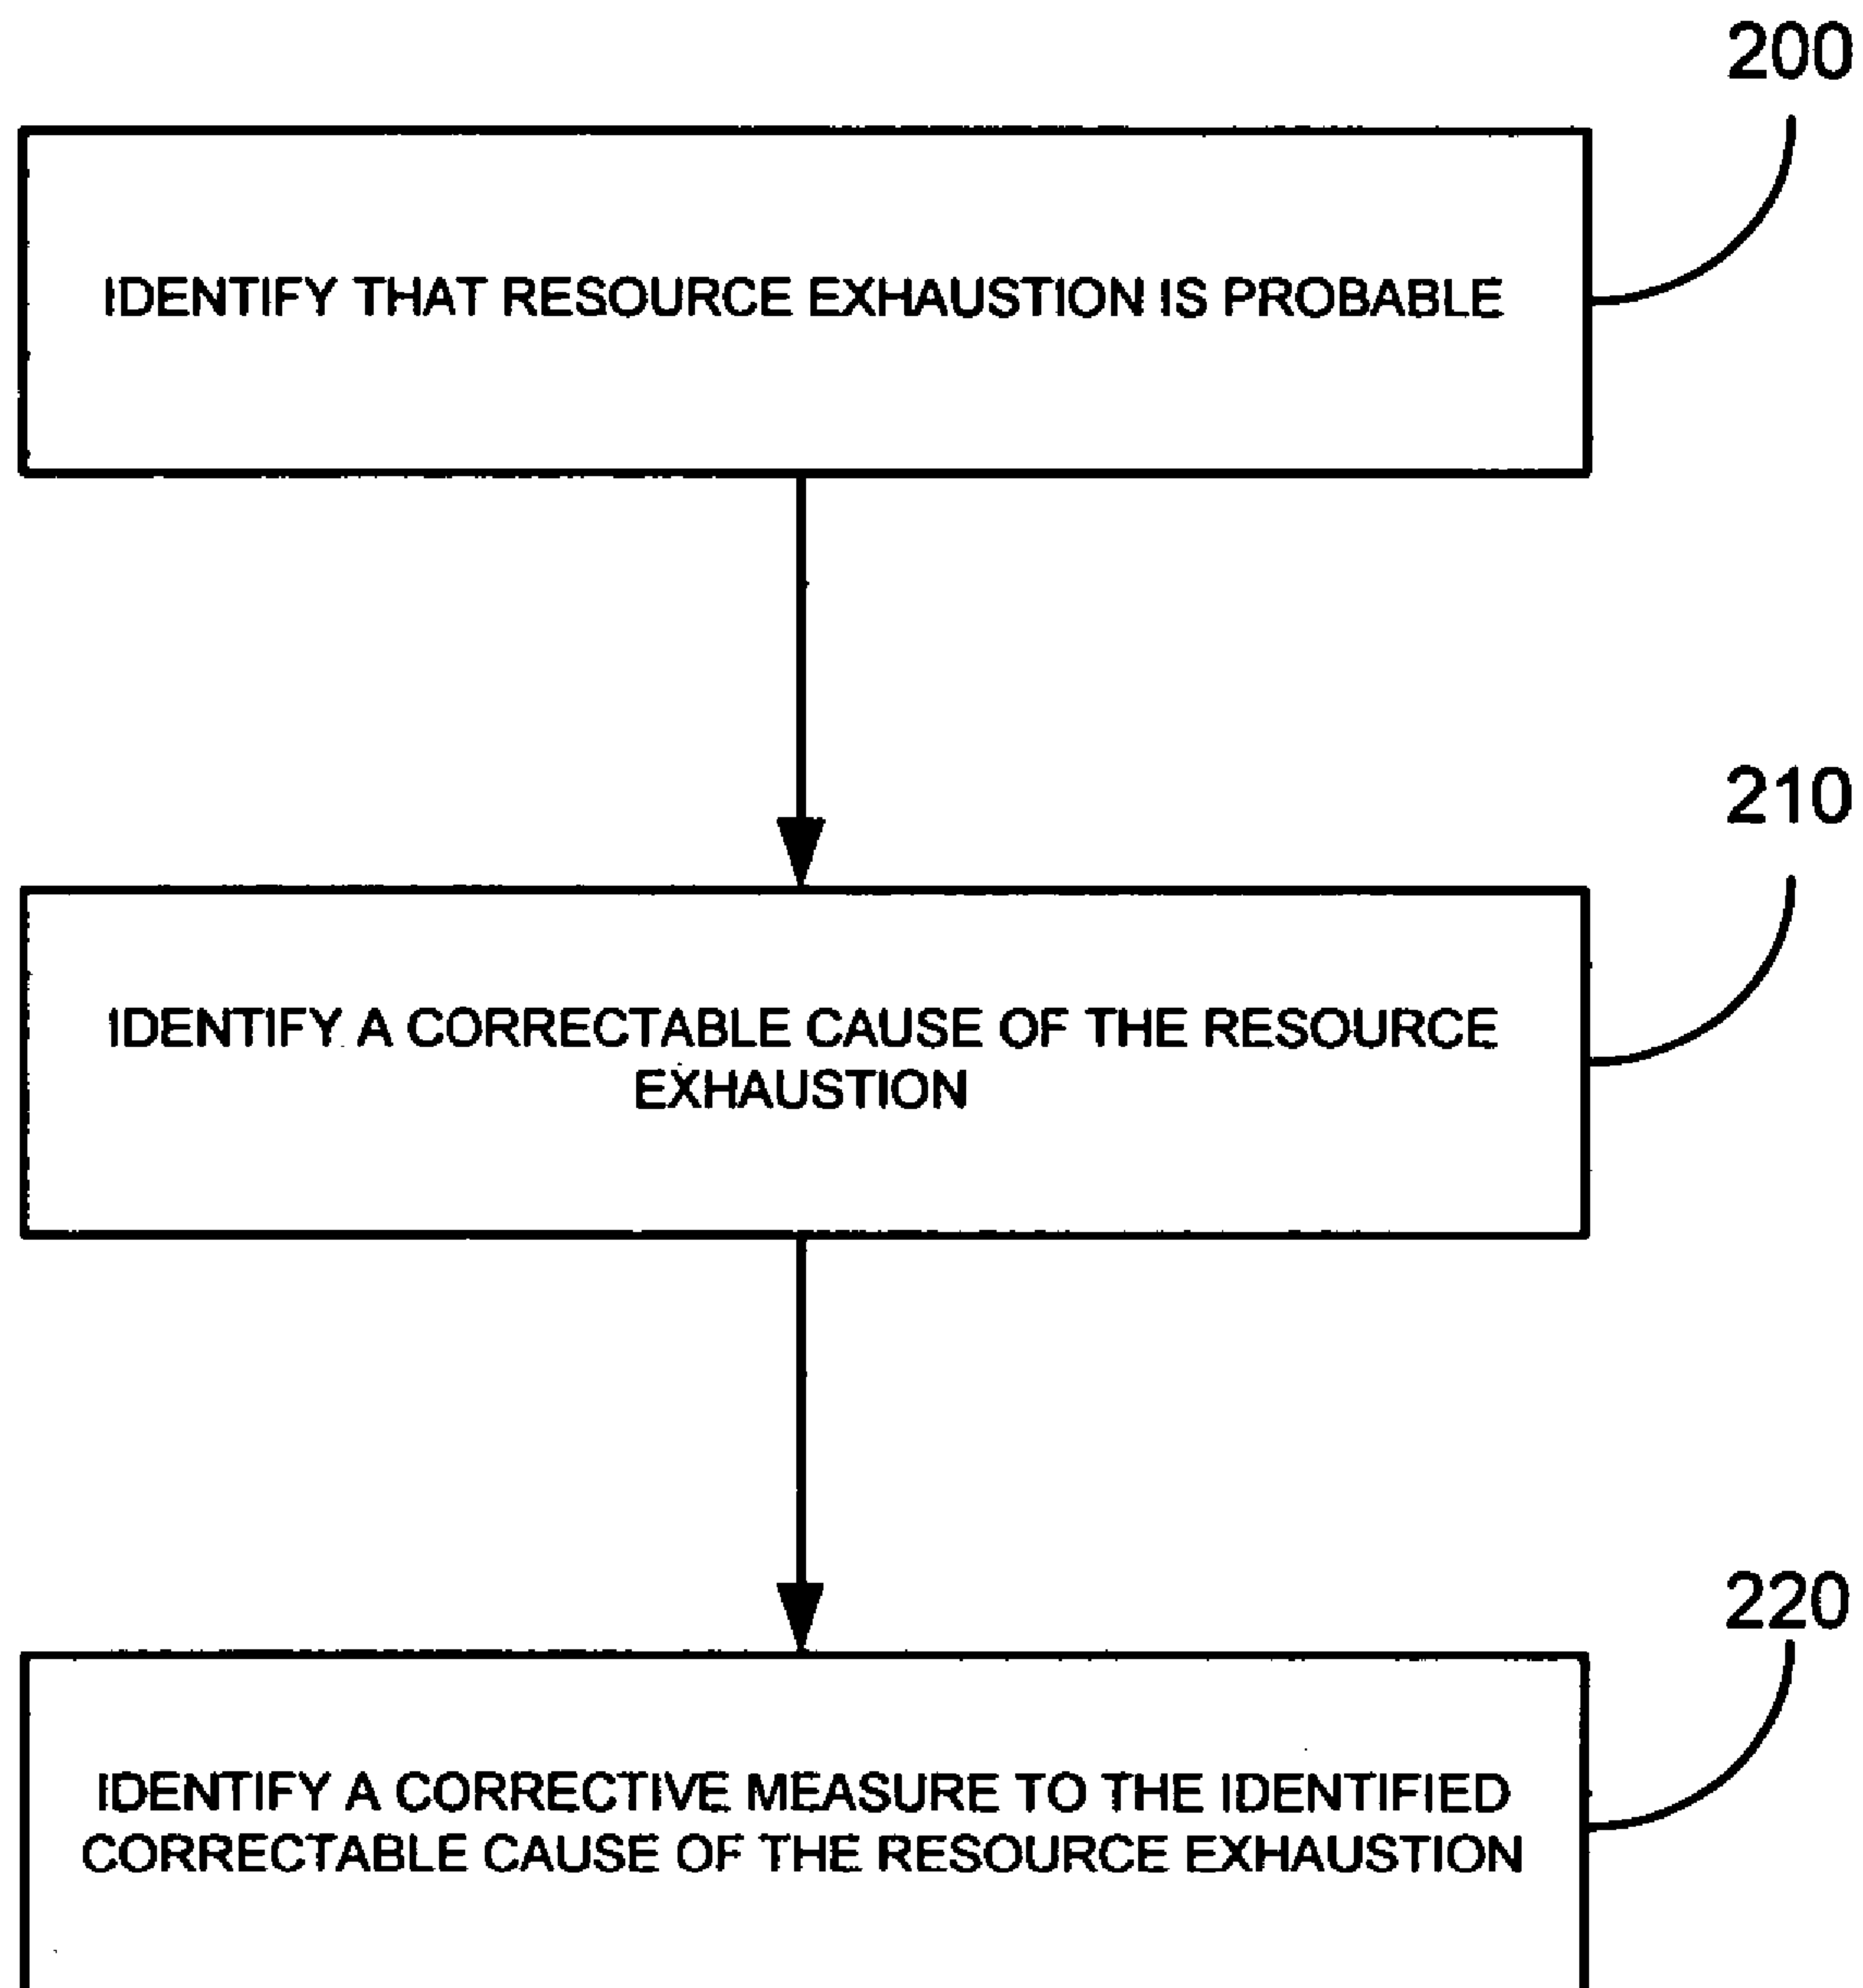 200
IDENTIFY THAT RESOURCE EXHAUSTION IS PROBABLE
210
IDENTIFY A CORRECTABLE CAUSE OF THE RESOURCE
EXHAUSTION
220
IDENTIFY A CORRECTIVE MEASURE TO THE IDENTIFIED
CORRECTABLE CAUSE OF THE RESOURCE EXHAUSTION